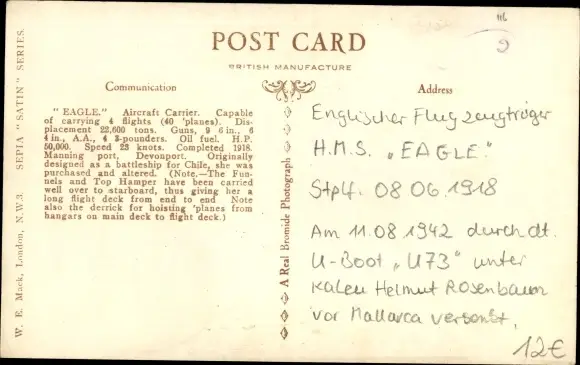 116
9
POST CARD
BRITISH MANUFACTURE
Communication
Address
" EAGLE." Aircraft Carrier. Capable
of carrying 4 flights (40 'planes). Dis-
placement 22,600 tons. Guns, 9 6 in., 6
4 in., A.A., 4 3-pounders. Oil fuel. H.P.
50,000. Speed 23 knots. Completed 1918.
Manning port, Devonport. Originally
designed as a battleship for Chile, she was
purchased and altered. (Note.—The Fun-
nels and Top Hamper have been carried
well over to starboard, thus giving her a
long flight deck from end to end Note
also the derrick for hoisting 'planes from
hangars on main deck to flight deck.)
W. E. Mack, London, N.W.3. SEPIA "SATIN" SERIES.
A Real Bromide Photograph
Englischer Flugzeugträger
H.M.S. „EAGLE."
Stplf. 08 06.1918
Am 11.08.1942 durch dt.
U-Boot „U73" unter
KaLeu Helmut Rosenbaum
vor Mallorca versenkt.
12€